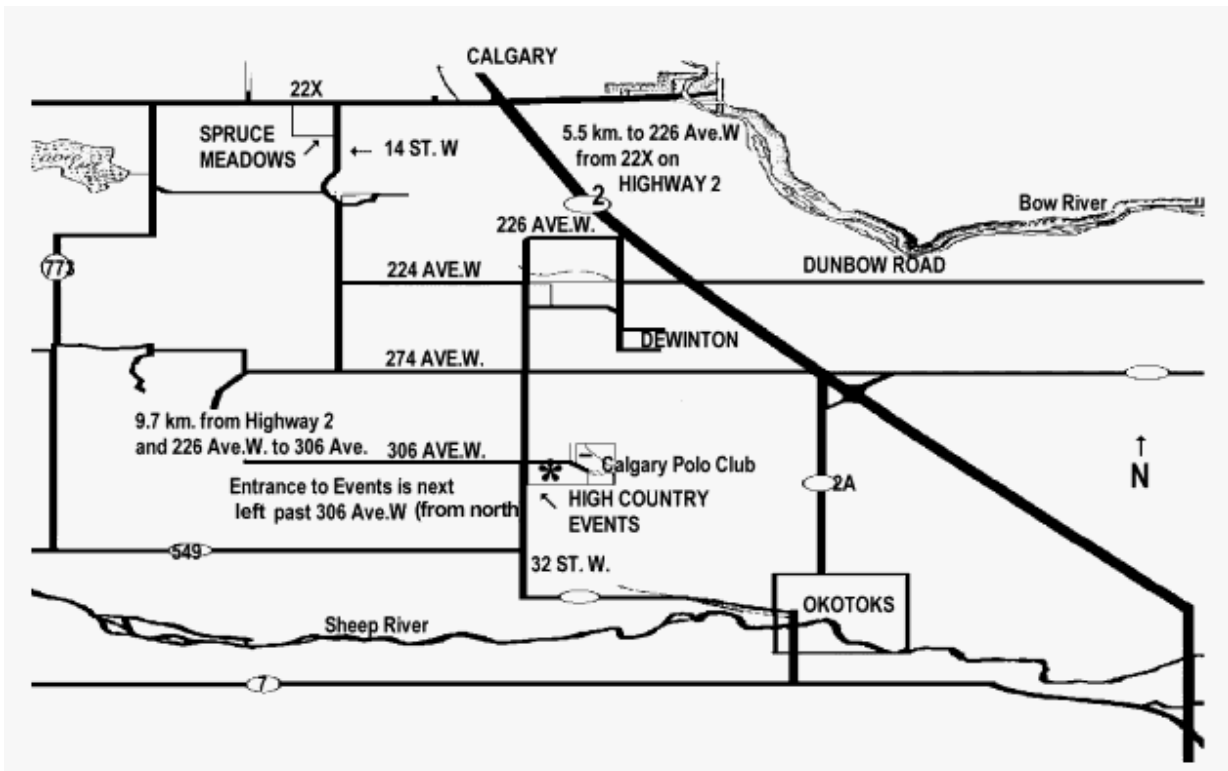 CALGARY
22X
SPRUCE
MEADOWS
14 ST. W
5.5 km. to 226 Ave.W
from 22X on
HIGHWAY 2
2
Bow River
226 AVE.W.
DUNBOW ROAD
224 AVE.W
773
DEWINTON
274 AVE.W.
9.7 km. from Highway 2
and 226 Ave.W. to 306 Ave.
306 AVE.W.
Calgary Polo Club
*
N
2A
Entrance to Events is next
left past 306 Ave.W (from north)
HIGH COUNTRY
EVENTS
549
32 ST. W.
OKOTOKS
Sheep River
7